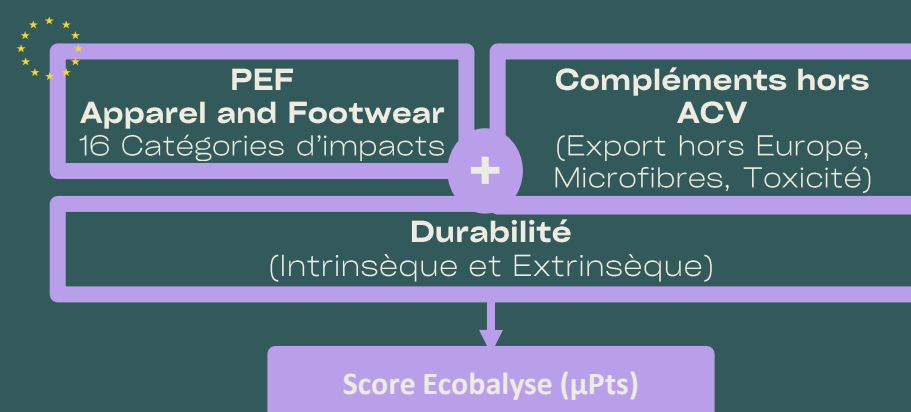 PEF
Apparel and Footwear
16 Catégories d'impacts
Compléments hors
ACV
(Export hors Europe,
Microfibres, Toxicité)
+
Durabilité
(Intrinsèque et Extrinsèque)
Score Ecobalyse (µPts)